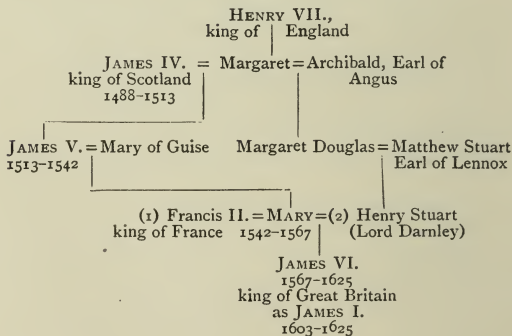 HENRY VII.,
king of England
JAMES IV. = Margaret = Archibald, Earl of
king of Scotland Angus
1488-1513
JAMES V. = Mary of Guise Margaret Douglas = Matthew Stuart
1513-1542 Earl of Lennox
(1) Francis II. = MARY = (2) Henry Stuart
king of France 1542-1567 (Lord Darnley)
JAMES VI.
1567-1625
king of Great Britain
as JAMES I.
1603-1625